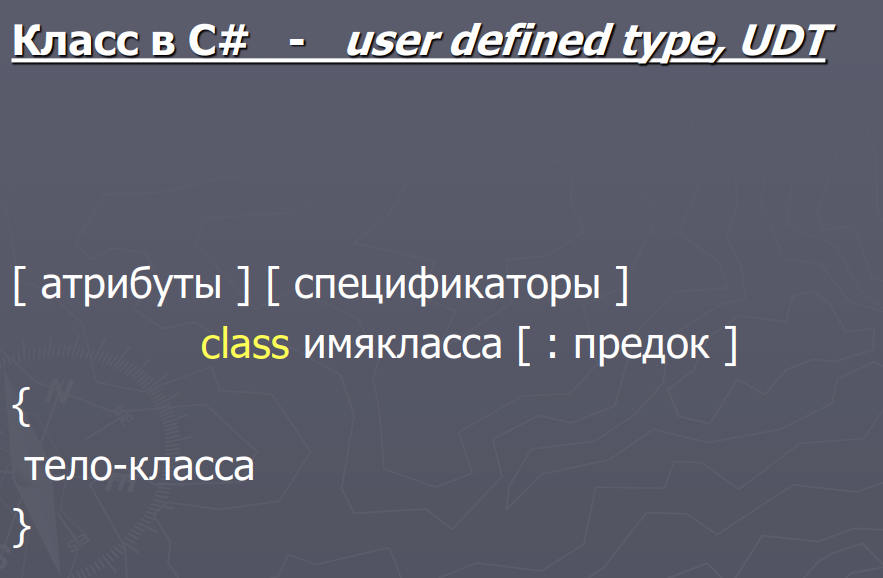 Класс в C# - user defined type, UDT
[ атрибуты ] [ спецификаторы ]
class имякласса [ : предок ]
{
тело-класса
}
N
E